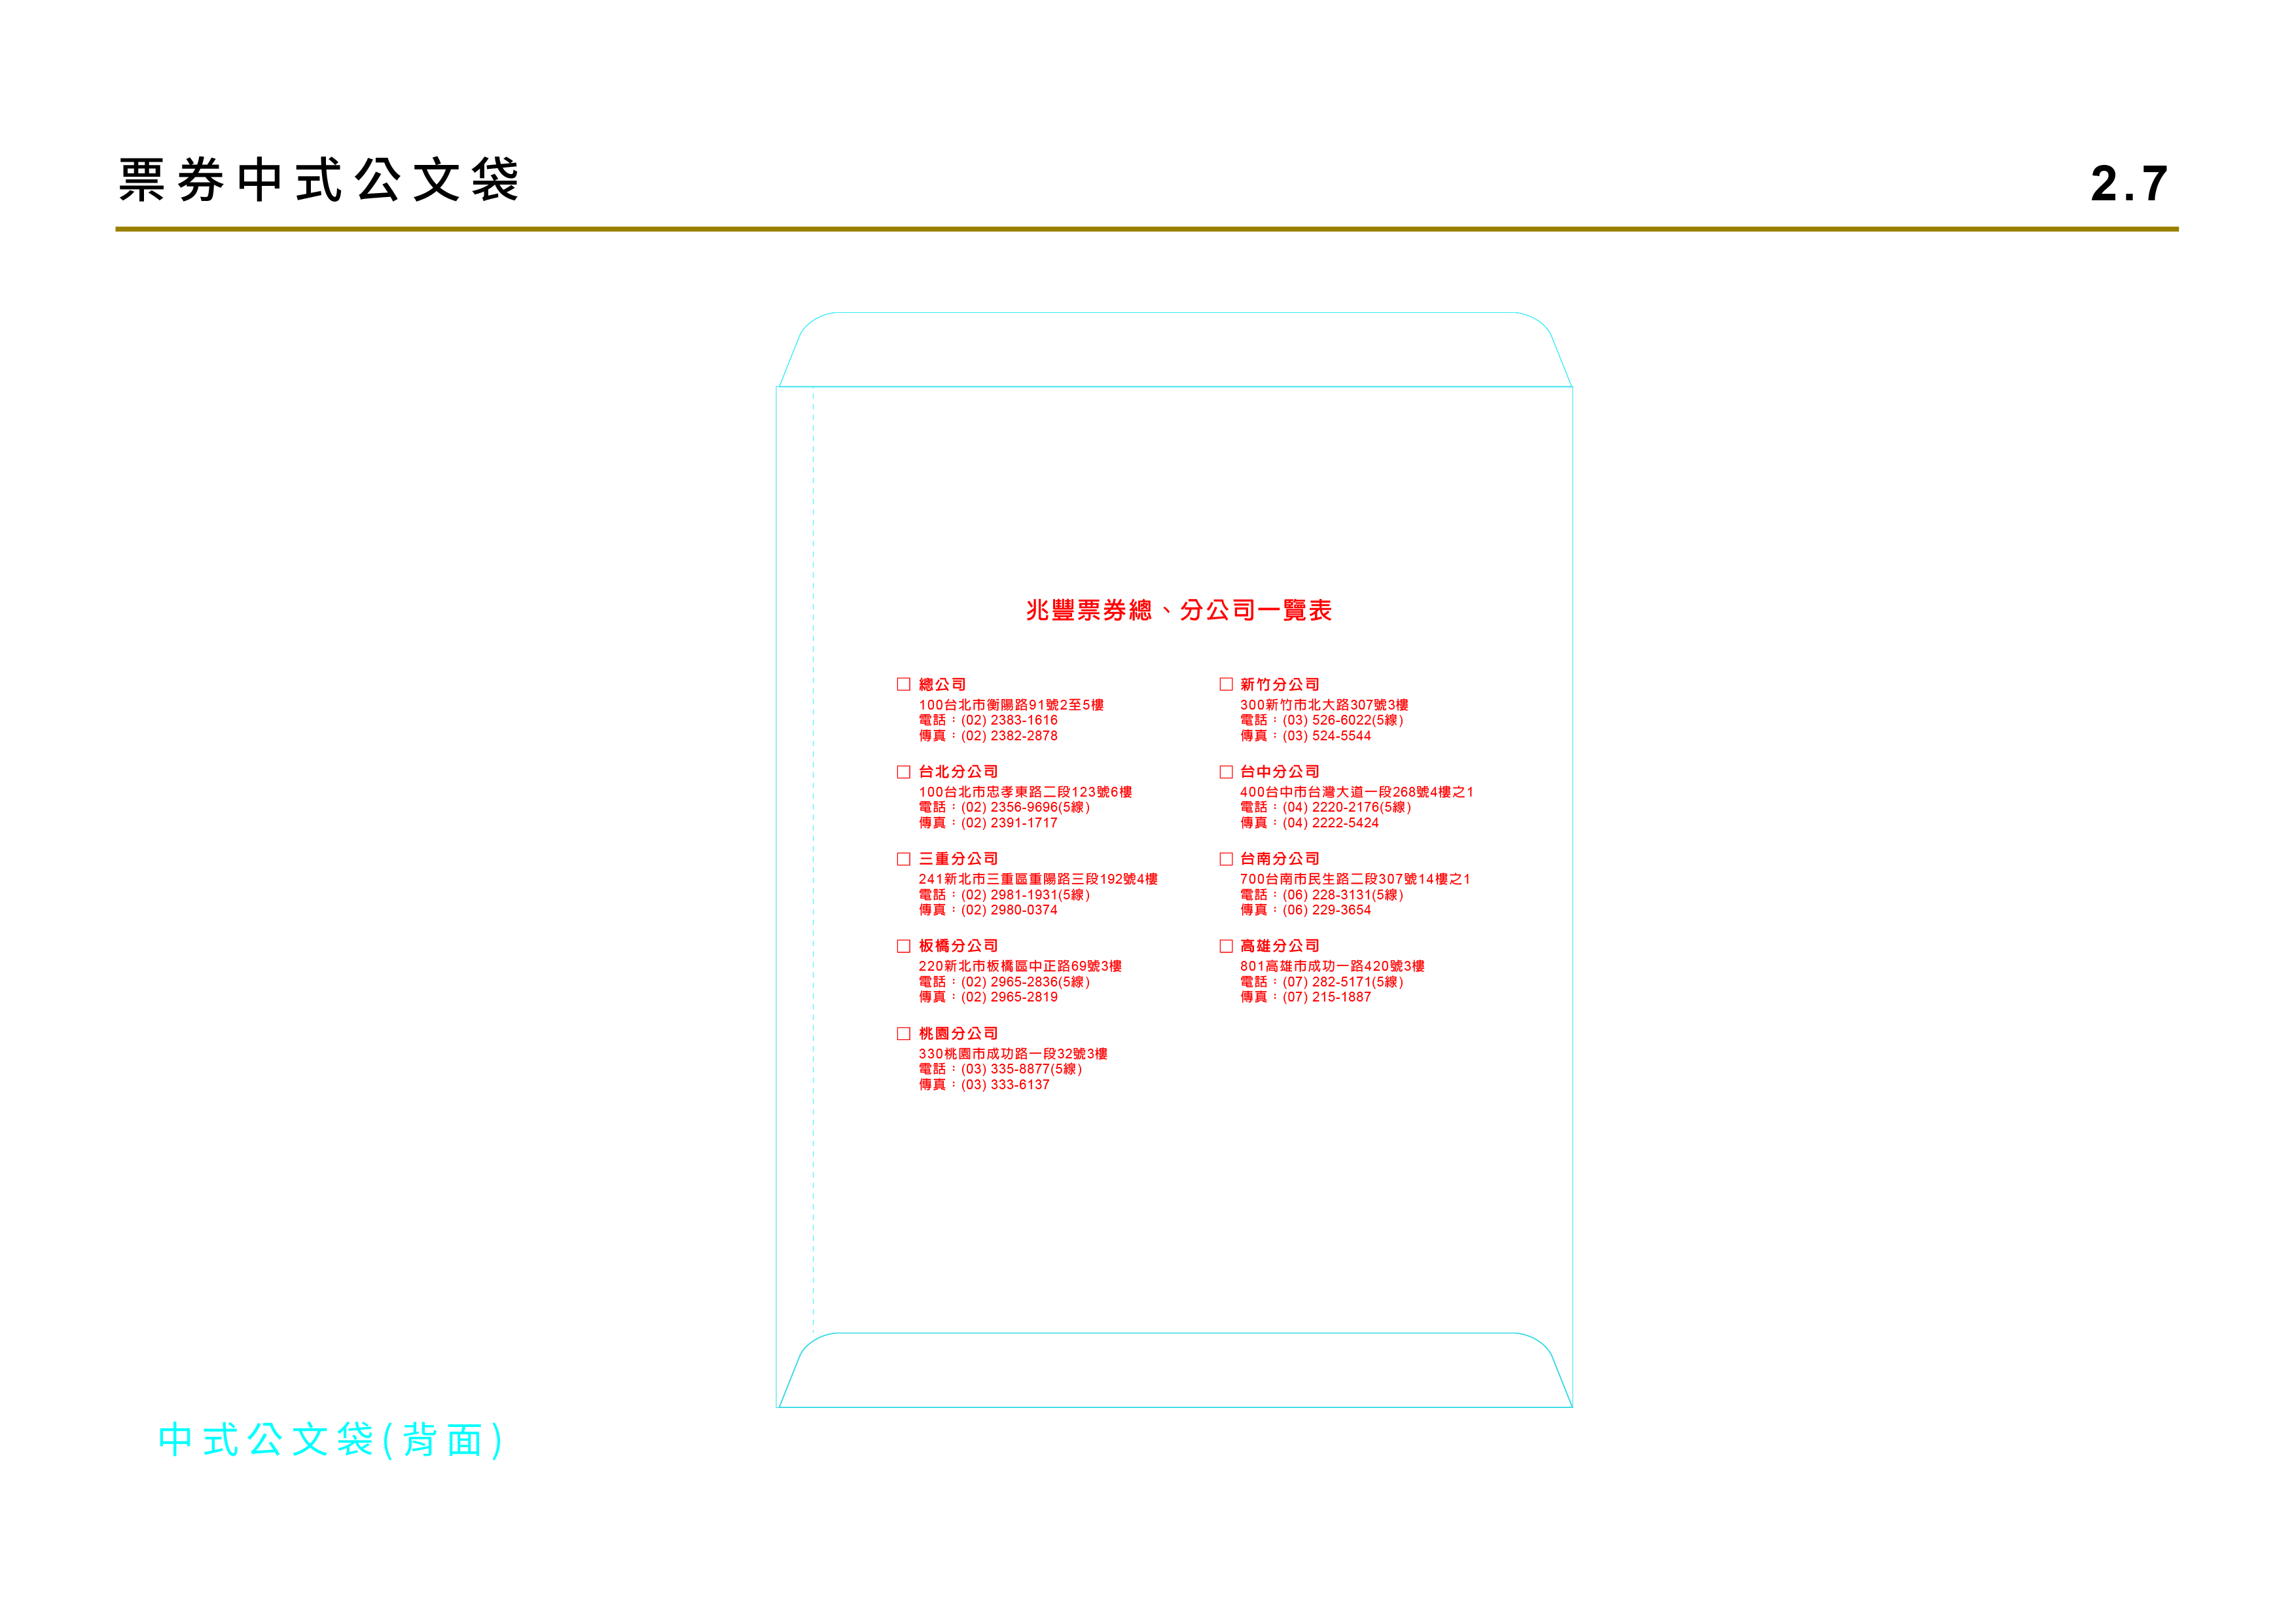 票券中式公文袋
2.7
兆豐票券總、分公司一覽表
□ 總公司
100台北市衡陽路91號2至5樓
電話：(02) 2383-1616
傳真：(02) 2382-2878
□ 台北分公司
100台北市忠孝東路二段123號6樓
電話：(02) 2356-9696(5線)
傳真：(02) 2391-1717
□ 三重分公司
241新北市三重區重陽路三段192號4樓
電話：(02) 2981-1931(5線)
傳真：(02) 2980-0374
□ 板橋分公司
220新北市板橋區中正路69號3樓
電話：(02) 2965-2836(5線)
傳真：(02) 2965-2819
□ 桃園分公司
330桃園市成功路一段32號3樓
電話：(03) 335-8877(5線)
傳真：(03) 333-6137
□ 新竹分公司
300新竹市北大路307號3樓
電話：(03) 526-6022(5線)
傳真：(03) 524-5544
□ 台中分公司
400台中市台灣大道一段268號4樓之1
電話：(04) 2220-2176(5線)
傳真：(04) 2222-5424
□ 台南分公司
700台南市民生路二段307號14樓之1
電話：(06) 228-3131(5線)
傳真：(06) 229-3654
□ 高雄分公司
801高雄市成功一路420號3樓
電話：(07) 282-5171(5線)
傳真：(07) 215-1887
中式公文袋(背面)